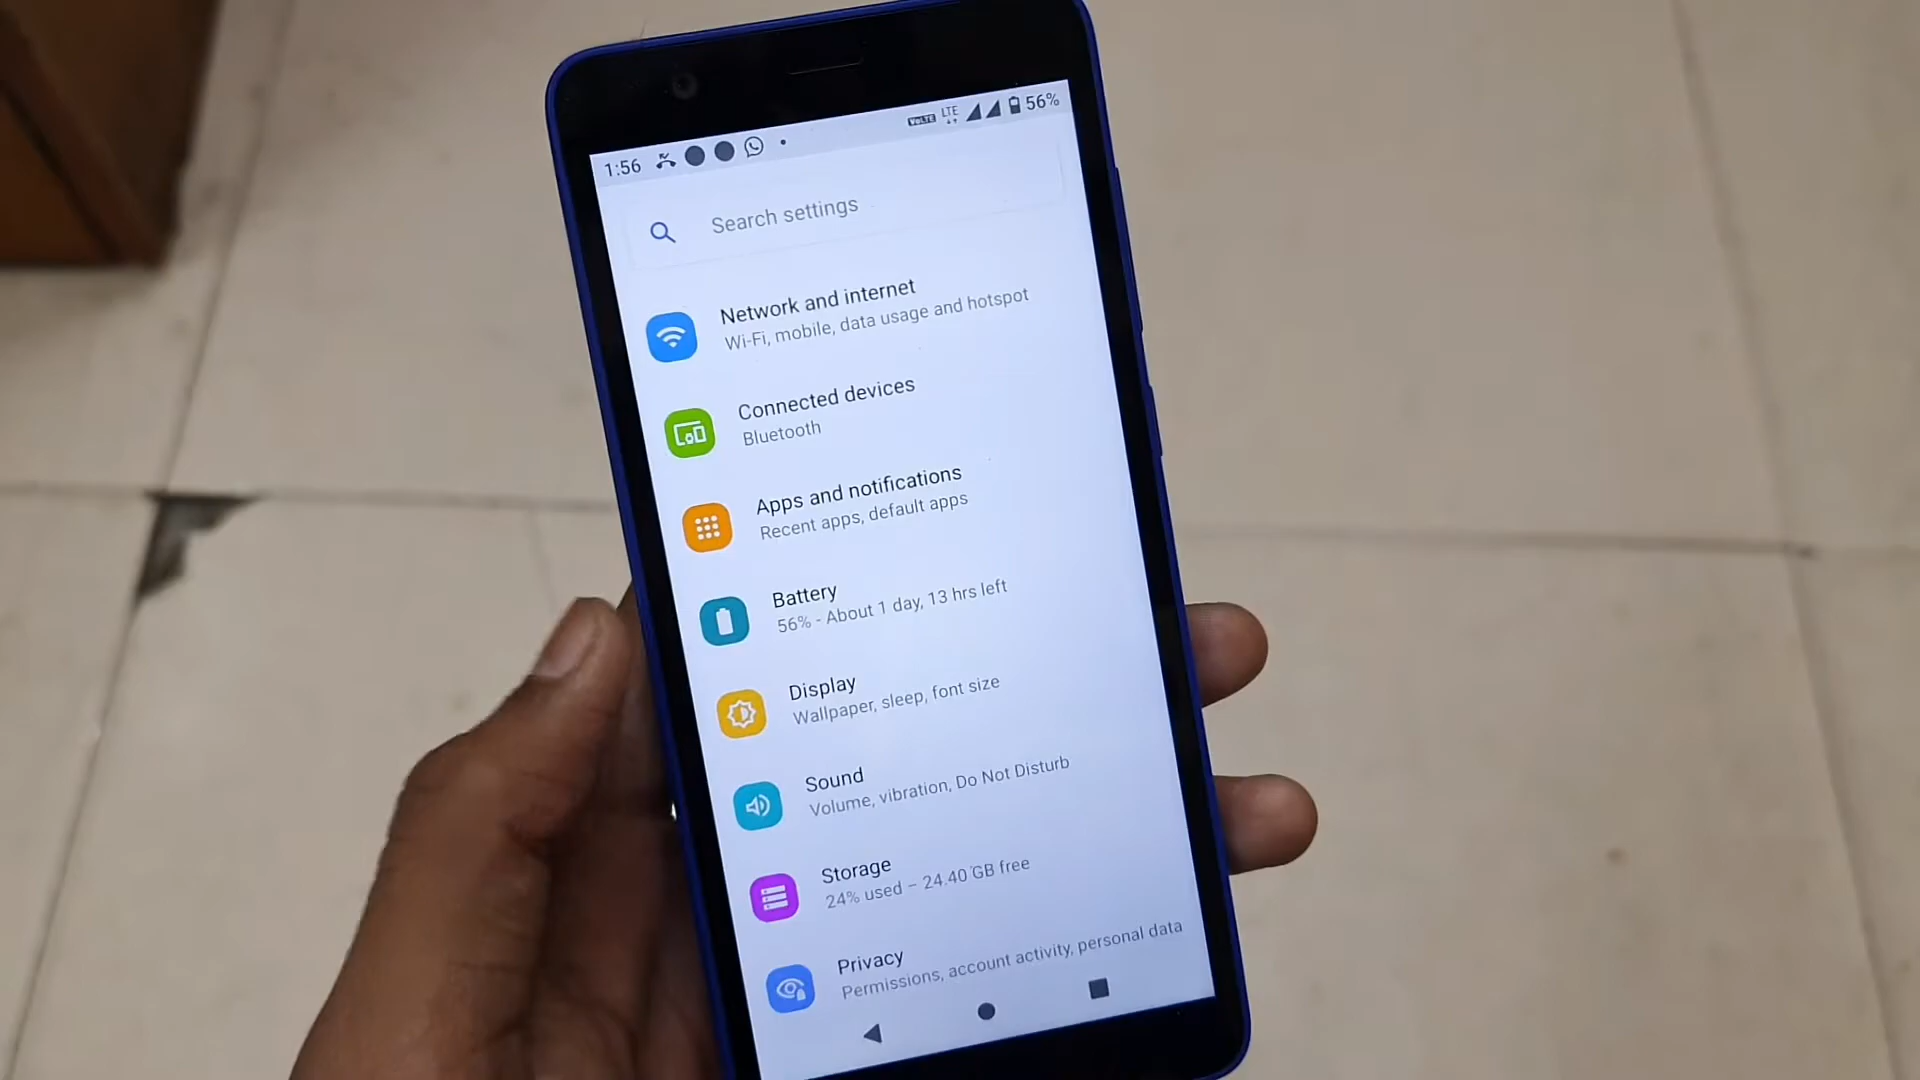 1:56 VoLTE LTE 56%
Search settings
Network and internet
Wi-Fi, mobile, data usage and hotspot
Connected devices
Bluetooth
Apps and notifications
Recent apps, default apps
Battery
56% - About 1 day, 13 hrs left
Display
Wallpaper, sleep, font size
Sound
Volume, vibration, Do Not Disturb
Storage
24% used – 24.40 GB free
Privacy
Permissions, account activity, personal data